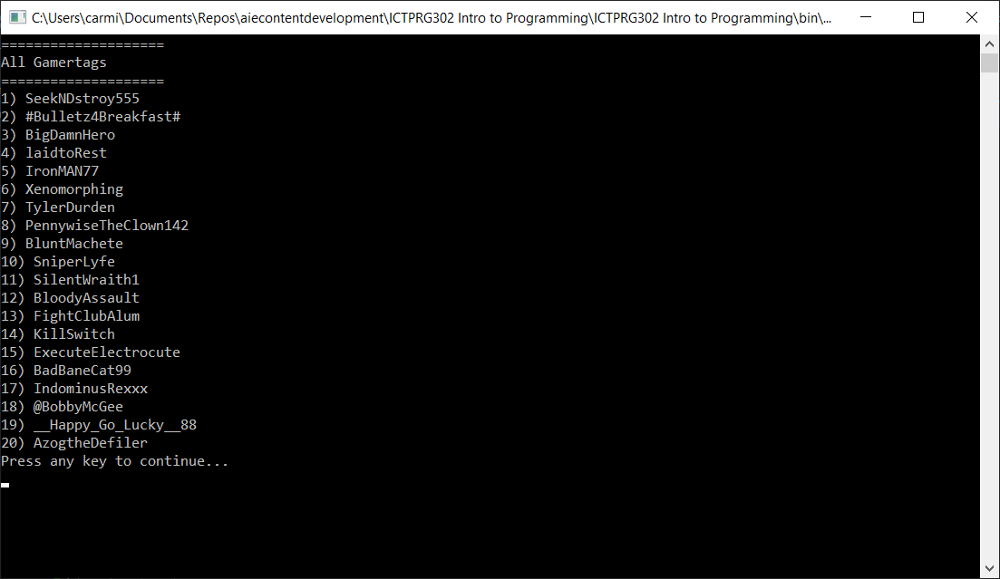 C:\Users\carmi\Documents\Repos\aiecontentdevelopment\ICTPRG302 Intro to Programming\ICTPRG302 Intro to Programming\bin\...
====================
All Gamertags
====================
1) SeekNDstroy555
2) #Bulletz4Breakfast#
3) BigDamnHero
4) laidtoRest
5) IronMAN77
6) Xenomorphing
7) TylerDurden
8) PennywiseTheClown142
9) BluntMachete
10) SniperLyfe
11) SilentWraith1
12) BloodyAssault
13) FightClubAlum
14) KillSwitch
15) ExecuteElectrocute
16) BadBaneCat99
17) IndominusRexxx
18) @BobbyMcGee
19) __Happy_Go_Lucky__88
20) AzogtheDefiler
Press any key to continue...